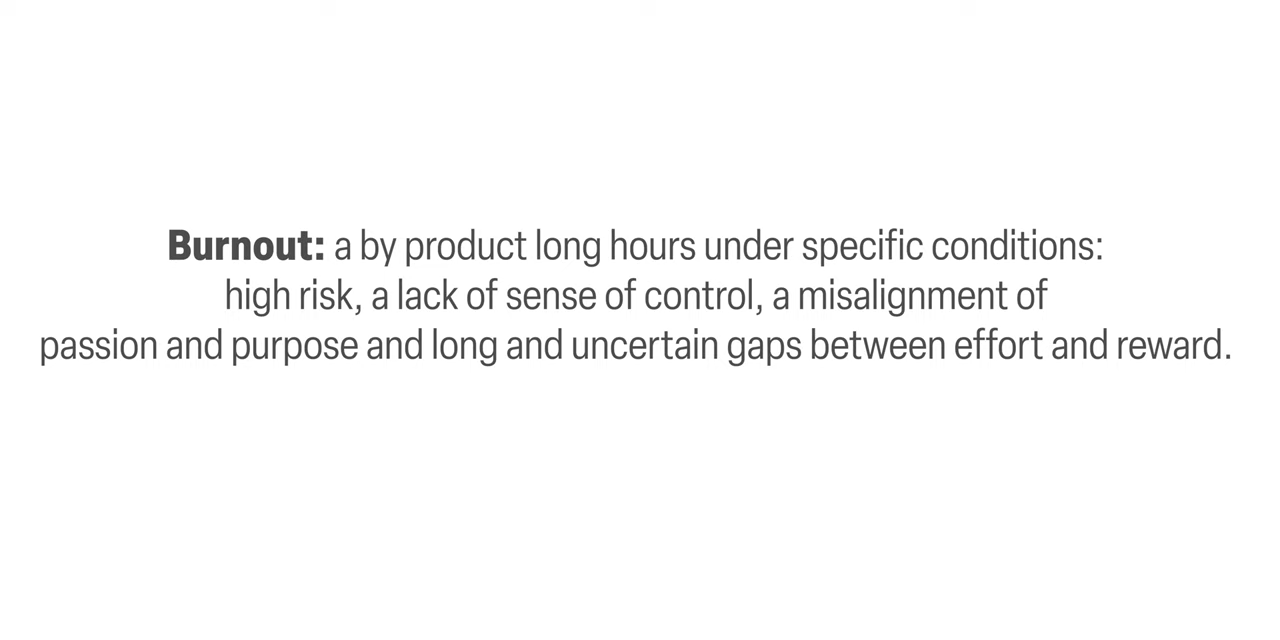 Burnout: a by product long hours under specific conditions:
high risk, a lack of sense of control, a misalignment of
passion and purpose and long and uncertain gaps between effort and reward.